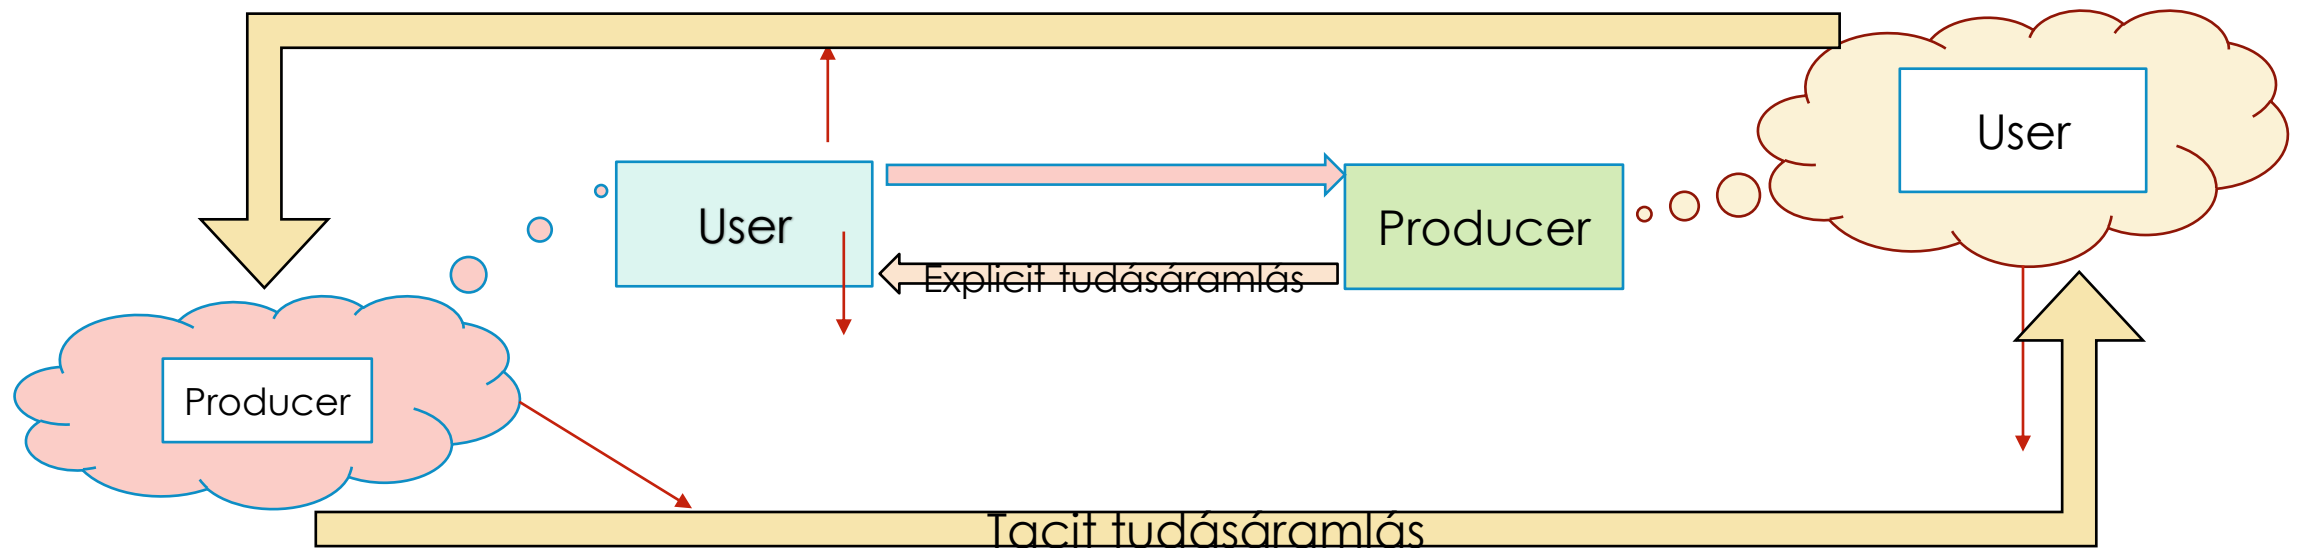 User
User
Producer
Explicit tudásáramlás
Producer
Tacit tudásáramlás